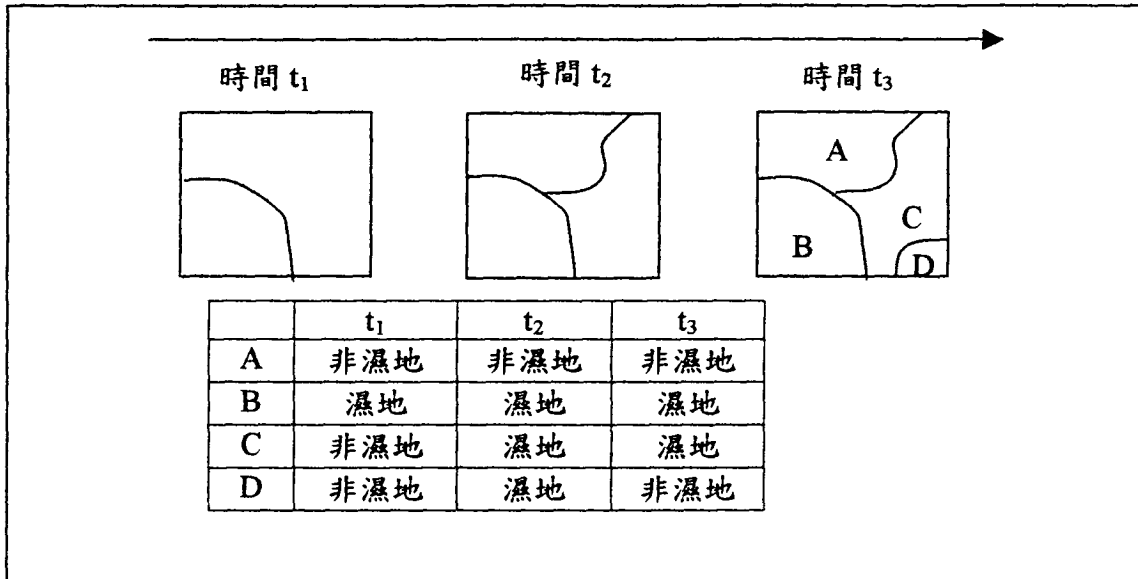 時間 t₁ 時間 t₂ 時間 t₃
A
C
B
D
t₁ t₂ t₃
A 非濕地 非濕地 非濕地
B 濕地 濕地 濕地
C 非濕地 濕地 濕地
D 非濕地 濕地 非濕地